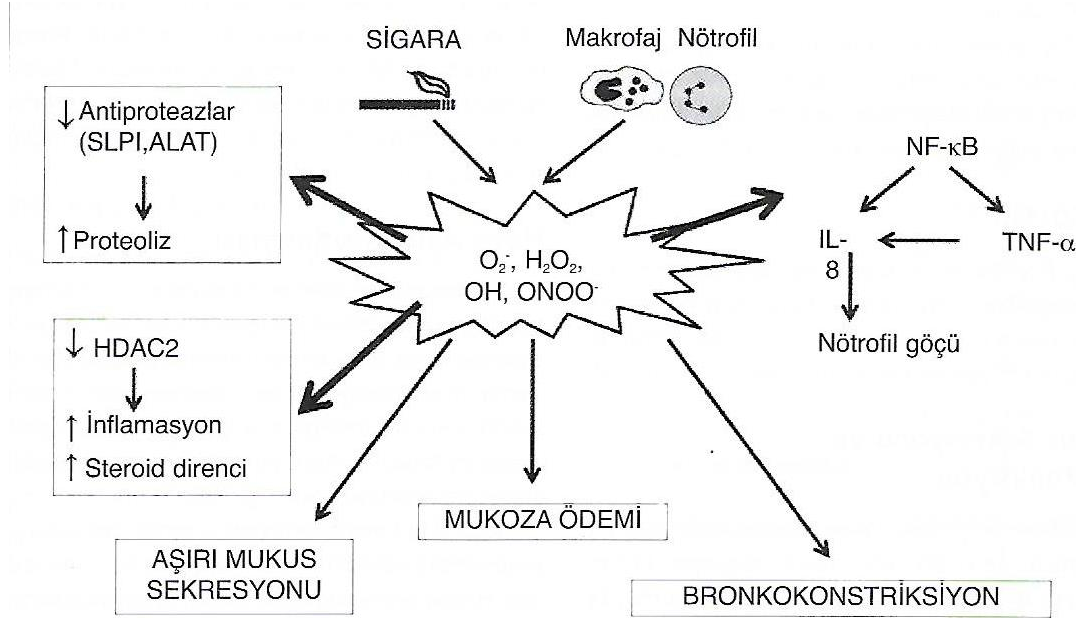 SİGARA
Makrofaj Nötrofil
↓ Antiproteazlar
(SLPI,ALAT)
↑ Proteoliz
NF-κB
IL-
8
TNF-α
Nötrofil göçü
O₂⁻, H₂O₂,
OH, ONOO⁻
↓ HDAC2
↑ İnflamasyon
↑ Steroid direnci
MUKOZA ÖDEMİ
AŞIRI MUKUS
SEKRESYONU
BRONKOKONSTRİKSİYON